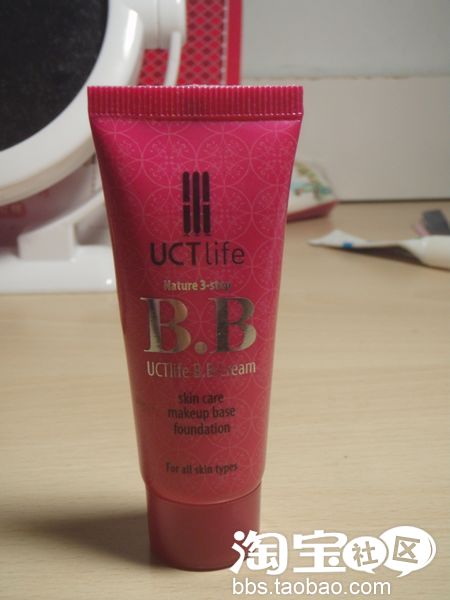 UCTlife
Nature 3-step
B.B
UCTlife B.B Cream
skin care
makeup base
foundation
For all skin types
淘宝社区
bbs.taobao.com